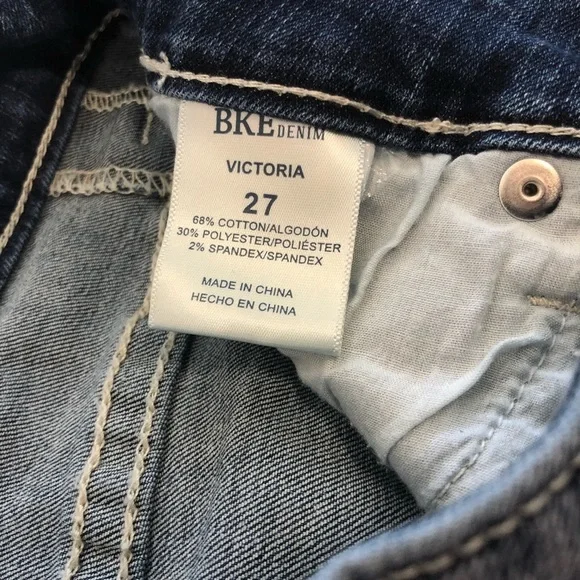 BKE DENIM
VICTORIA
27
68% COTTON/ALGODÓN
30% POLYESTER/POLIÉSTER
2% SPANDEX/SPANDEX
MADE IN CHINA
HECHO EN CHINA